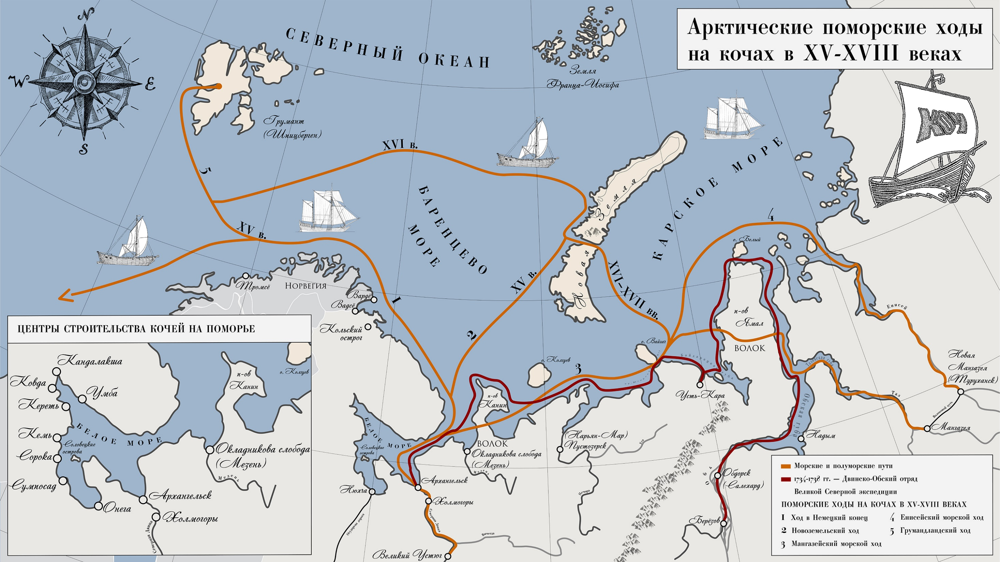 Арктические поморские ходы
на кочах в XV-XVIII веках
N
W
E
S
СЕВЕРНЫЙ ОКЕАН
Земля
Франца-Иосифа
КОЧ
Грумант
(Шпицберген)
XVI в.
5
БАРЕНЦЕВО
МОРЕ
КАРСКОЕ МОРЕ
Новая Земля
4
о. Белый
XV в.
XV в.
XVI-XVII вв.
Тромсё
НОРВЕГИЯ
Вардё
Вадсё
1
2
3
Кольский
острог
о. Вайгач
о. Колгуев
п-ов
Ямал
ВОЛОК
Енисей
Байдарацкая губа
Тазовская губа
Новая
Мангазея
(Туруханск)
Усть-Кара
п-ов
Канин
Таз
Волоковой путь
Мангазея
Обская губа
Надым
БЕЛОЕ МОРЕ
Соловецкие
острова
ВОЛОК
Окладникова слобода
(Мезень)
Мезень
(Нарьян-Мар)
Пустозерск
Уса
Печора
Архангельск
Нюхча
Холмогоры
Осударева дорога
Северная Двина
Вычегда
Великий Устюг
Обь
Обдорск
(Салехард)
Берёзов
ЦЕНТРЫ СТРОИТЕЛЬСТВА КОЧЕЙ НА ПОМОРЬЕ
Кандалакша
Ковда
Умба
Кереть
Кемь
БЕЛОЕ МОРЕ
Соловецкие
острова
Сорока
Сумпосад
Онега
Архангельск
Холмогоры
Северная Двина
п-ов
Канин
о. Колгуев
Окладникова слобода
(Мезень)
Мезень
Морские и полуморские пути
1734-1738 гг. — Двинско-Обский отряд
Великой Северной экспедиции
ПОМОРСКИЕ ХОДЫ НА КОЧАХ В XV-XVIII ВЕКАХ
1 Ход в Немецкий конец
2 Новоземельский ход
3 Мангазейский морской ход
4 Енисейский морской ход
5 Грумандландский ход